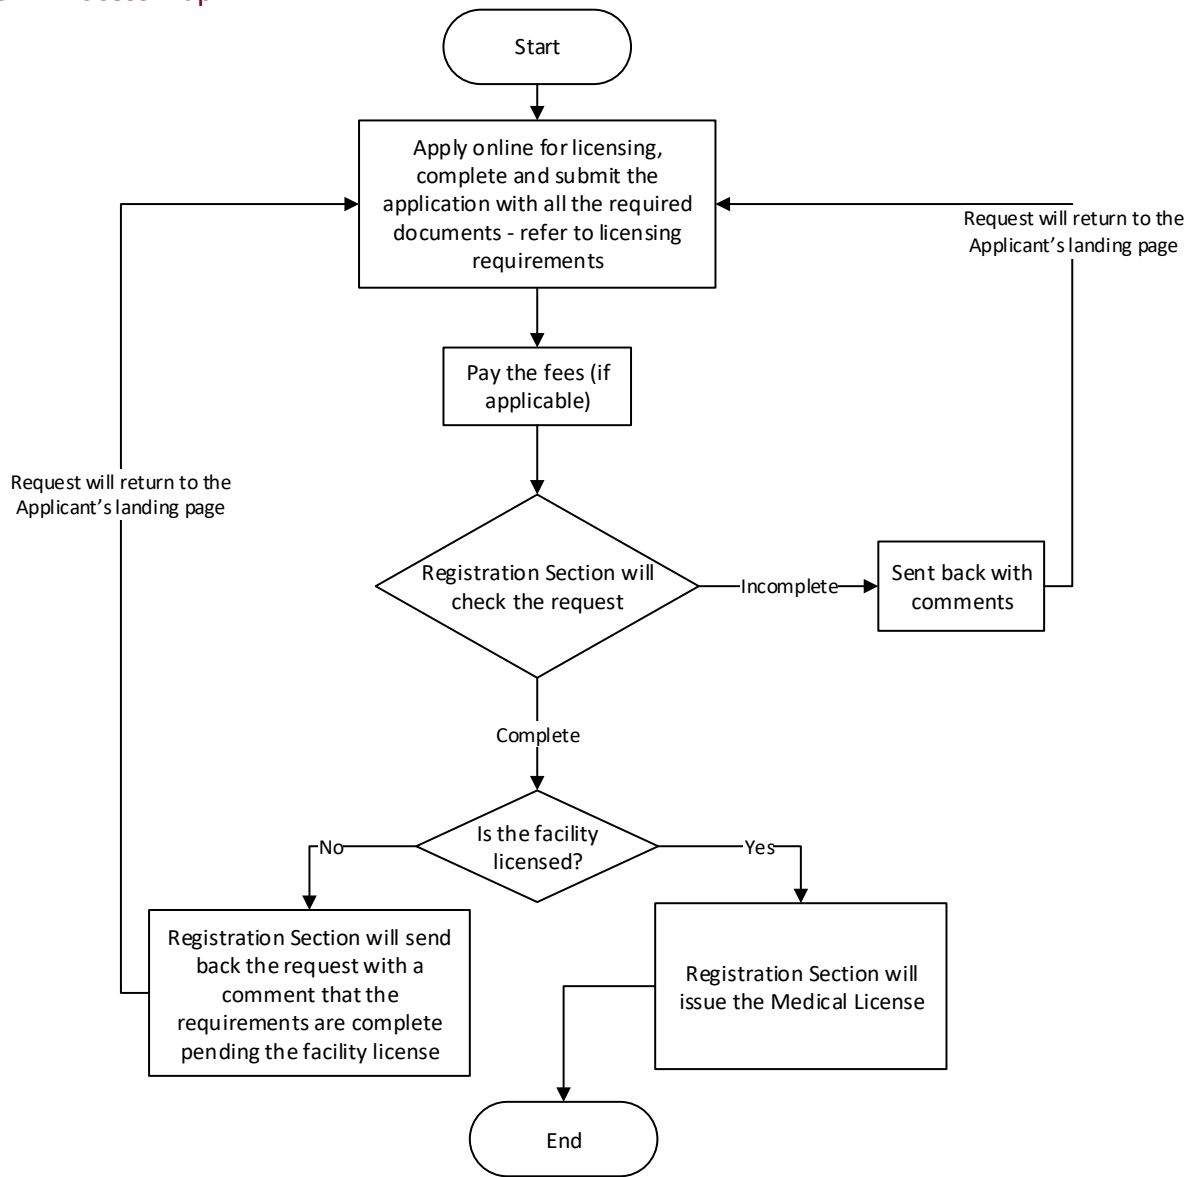 Start
Apply online for licensing,
complete and submit the
application with all the required
documents - refer to licensing
requirements
Request will return to the
Applicant’s landing page
Pay the fees (if
applicable)
Request will return to the
Applicant’s landing page
Registration Section will
check the request
Incomplete
Sent back with
comments
Complete
Is the facility
licensed?
No
Yes
Registration Section will send
back the request with a
comment that the
requirements are complete
pending the facility license
Registration Section will
issue the Medical License
End